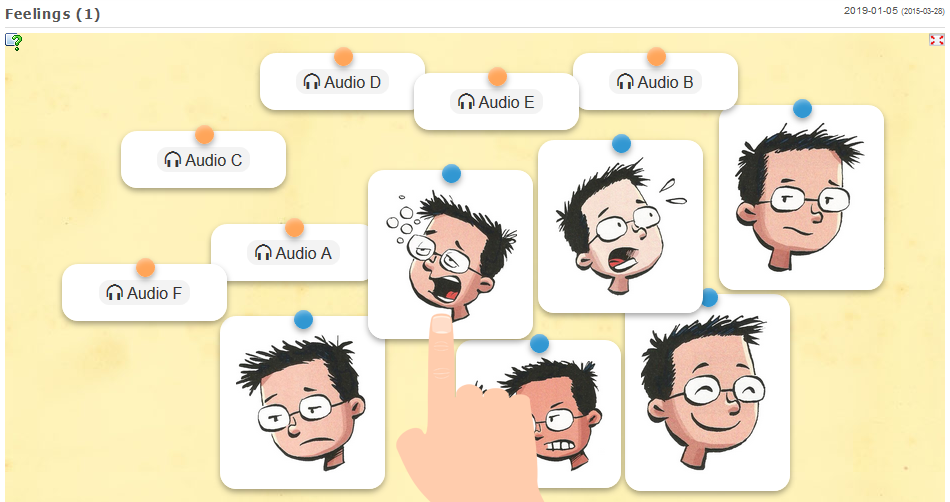 Feelings (1)
2019-01-05 (2015-03-28)
Audio D
Audio E
Audio B
Audio C
Audio A
Audio F